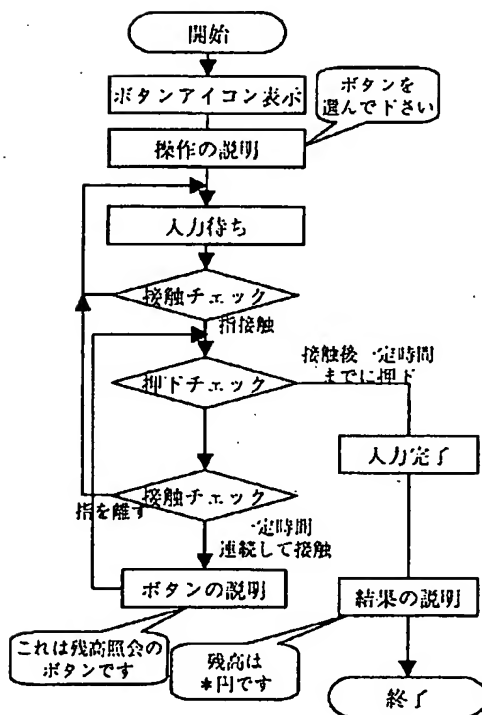 開始
ボタンアイコン表示
ボタンを
選んで下さい
操作の説明
入力待ち
接触チェック
指接触
接触後一定時間
までに押下
押下チェック
入力完了
接触チェック
指を離す
一定時間
連続して接触
ボタンの説明
結果の説明
これは残高照会の
ボタンです
残高は
*円です
終了